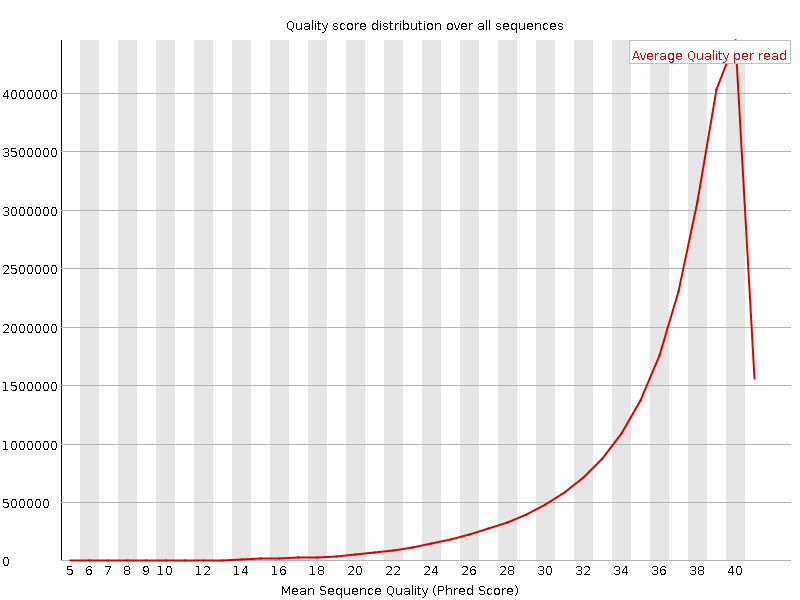 Quality score distribution over all sequences
Average Quality per read
4000000
3500000
3000000
2500000
2000000
1500000
1000000
500000
0
5 6 7 8 9 10 12 14 16 18 20 22 24 26 28 30 32 34 36 38 40
Mean Sequence Quality (Phred Score)